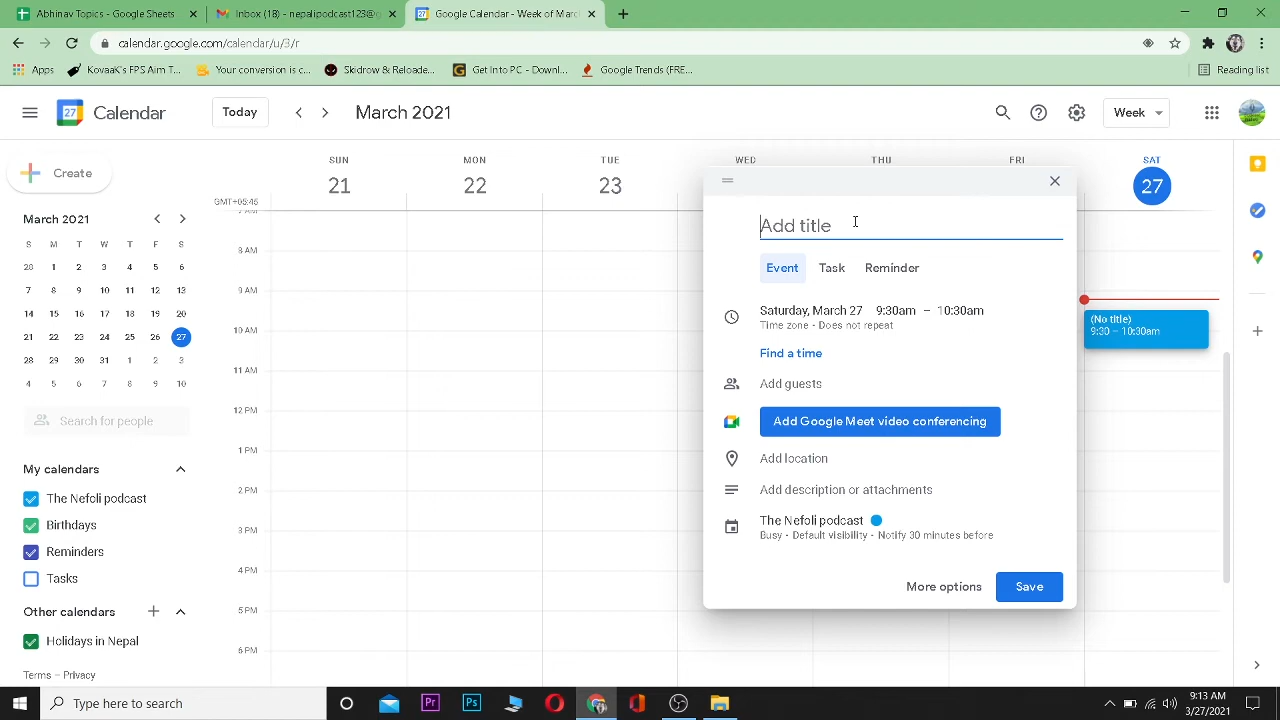 Abhinav Topics - Google Sheets
Inbox (18) - nepalipodcast123@g
Google Calendar - Week of March
calendar.google.com/calendar/u/3/r
Apps
KovaaK's FPS Aim T...
Your conversion is c...
Skidrow & Reloade...
Get Into PC - Downl...
Google Trends (FRE...
Reading list
27
Calendar
Today
March 2021
Week
Create
SUN
MON
TUE
WED
THU
FRI
SAT
21
22
23
27
GMT+05:45
March 2021
S M T W T F S
28 1 2 3 4 5 6
7 8 9 10 11 12 13
14 15 16 17 18 19 20
21 22 23 24 25 26 27
28 29 30 31 1 2 3
4 5 6 7 8 9 10
Search for people
My calendars
The Nefoli podcast
Birthdays
Reminders
Tasks
Other calendars
Holidays in Nepal
Terms – Privacy
7 AM
8 AM
9 AM
10 AM
11 AM
12 PM
1 PM
2 PM
3 PM
4 PM
5 PM
6 PM
Add title
Event
Task
Reminder
Saturday, March 27 9:30am – 10:30am
Time zone · Does not repeat
Find a time
Add guests
Add Google Meet video conferencing
Add location
Add description or attachments
The Nefoli podcast
Busy · Default visibility · Notify 30 minutes before
More options
Save
(No title)
9:30 – 10:30am
Type here to search
Pr
Ps
9:13 AM
3/27/2021